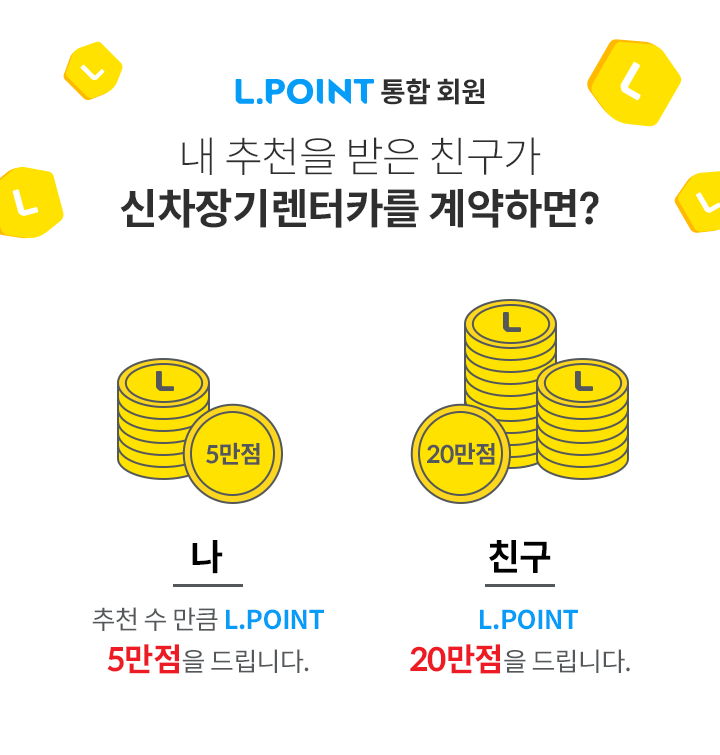 L.POINT 통합 회원
내 추천을 받은 친구가
신차장기렌터카를 계약하면?
L
L
L
L
L
L
L
5만점
20만점
나
추천 수 만큼 L.POINT
5만점을 드립니다.
친구
L.POINT
20만점을 드립니다.